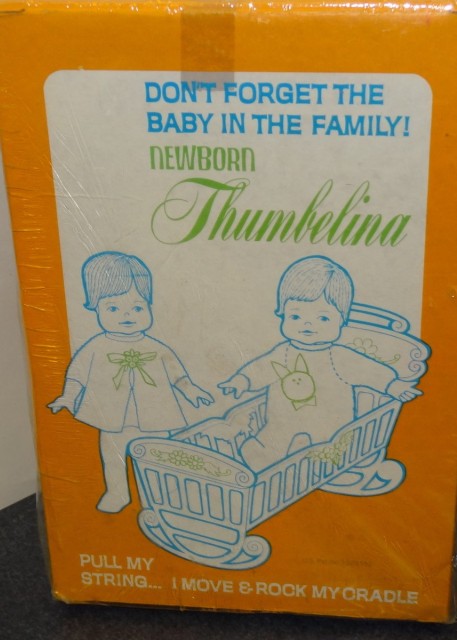 DON'T FORGET THE
BABY IN THE FAMILY!
NEWBORN
Thumbelina
PULL MY
STRING... I MOVE & ROCK MY CRADLE